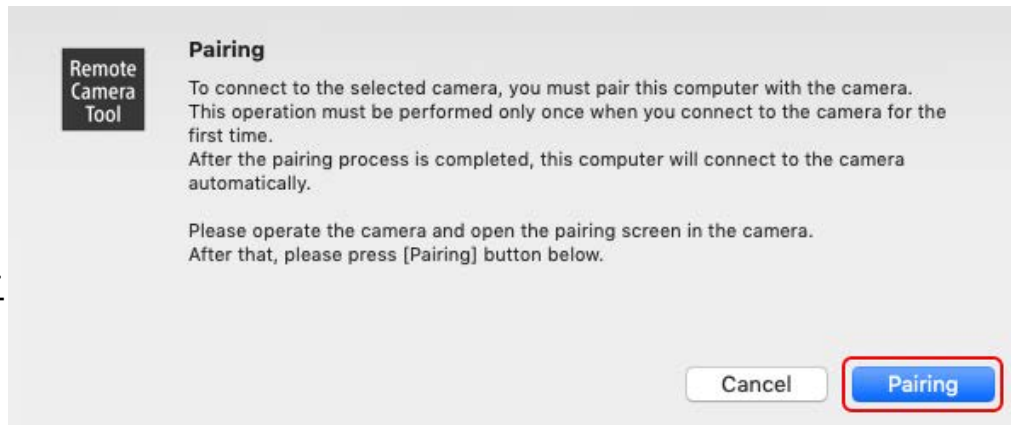 Remote
Camera
Tool
Pairing
To connect to the selected camera, you must pair this computer with the camera.
This operation must be performed only once when you connect to the camera for the
first time.
After the pairing process is completed, this computer will connect to the camera
automatically.
Please operate the camera and open the pairing screen in the camera.
After that, please press [Pairing] button below.
Cancel
Pairing